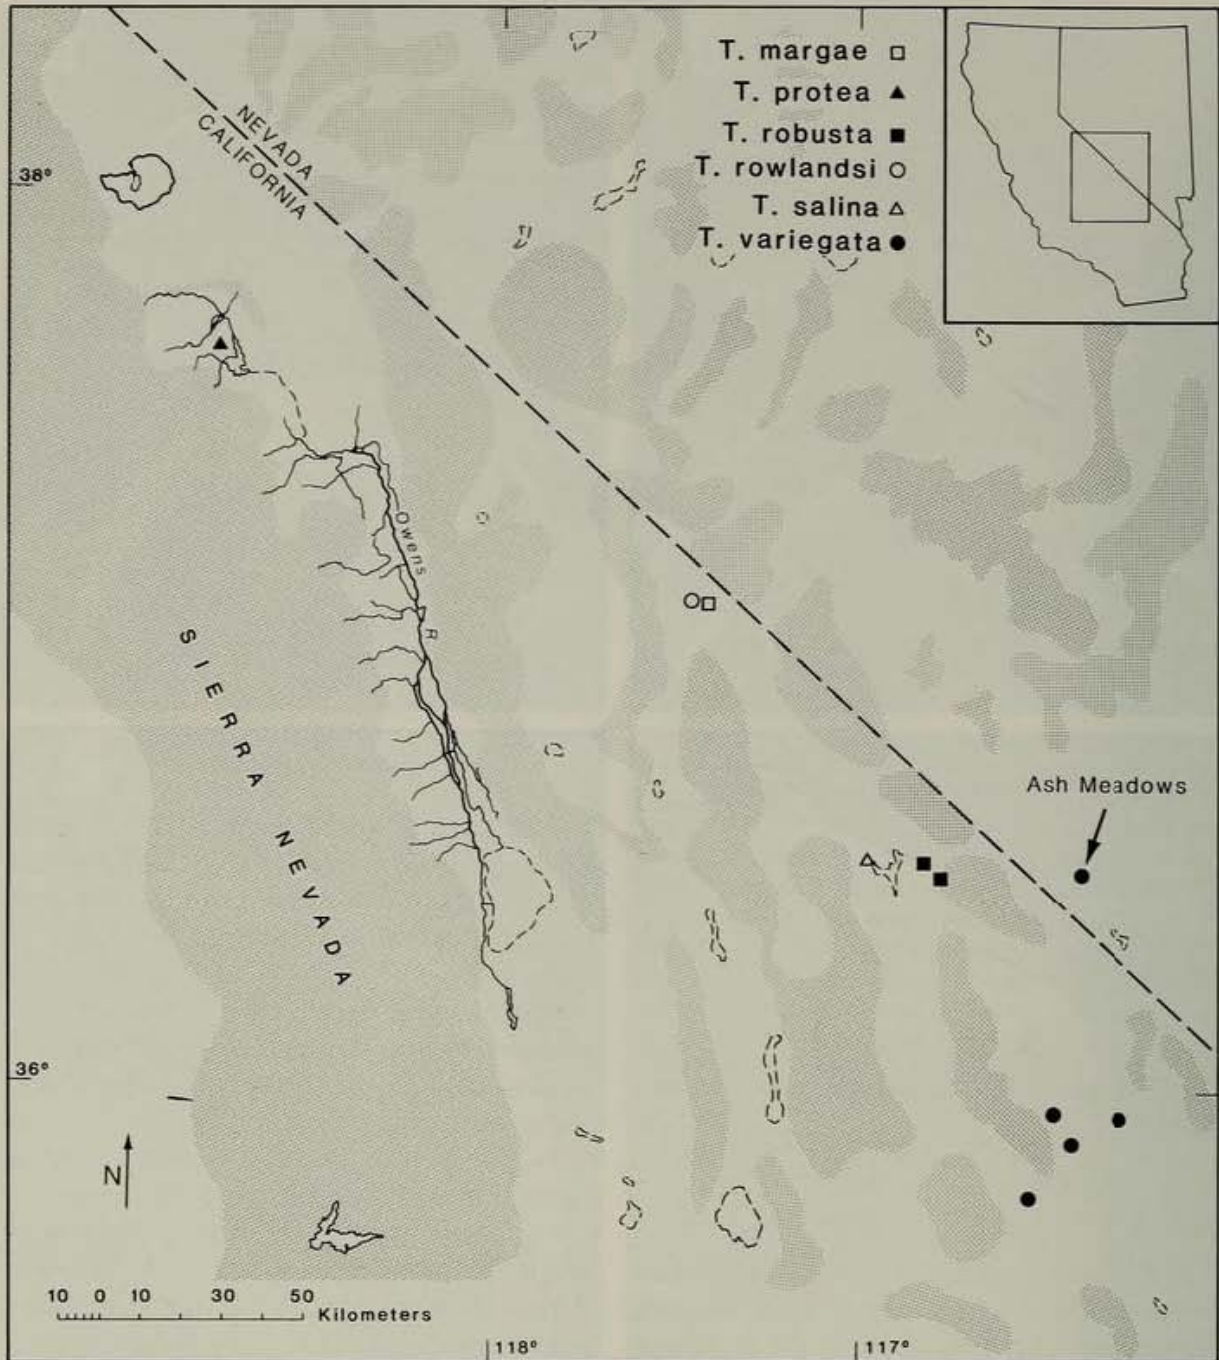 T. margae
T. protea
T. robusta
T. rowlandsi
T. salina
T. variegata
NEVADA
CALIFORNIA
38°
Owens R
SIERRA NEVADA
Ash Meadows
36°
N
10 0 10 30 50
Kilometers
118°
117°